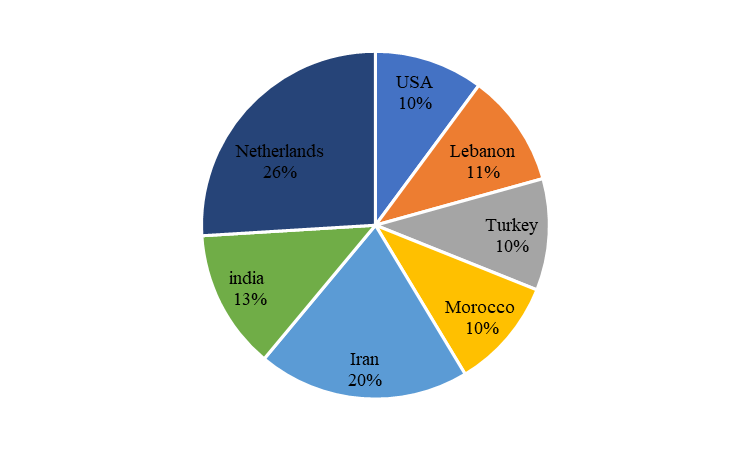 USA
10%
Lebanon
11%
Turkey
10%
Morocco
10%
Iran
20%
india
13%
Netherlands
26%